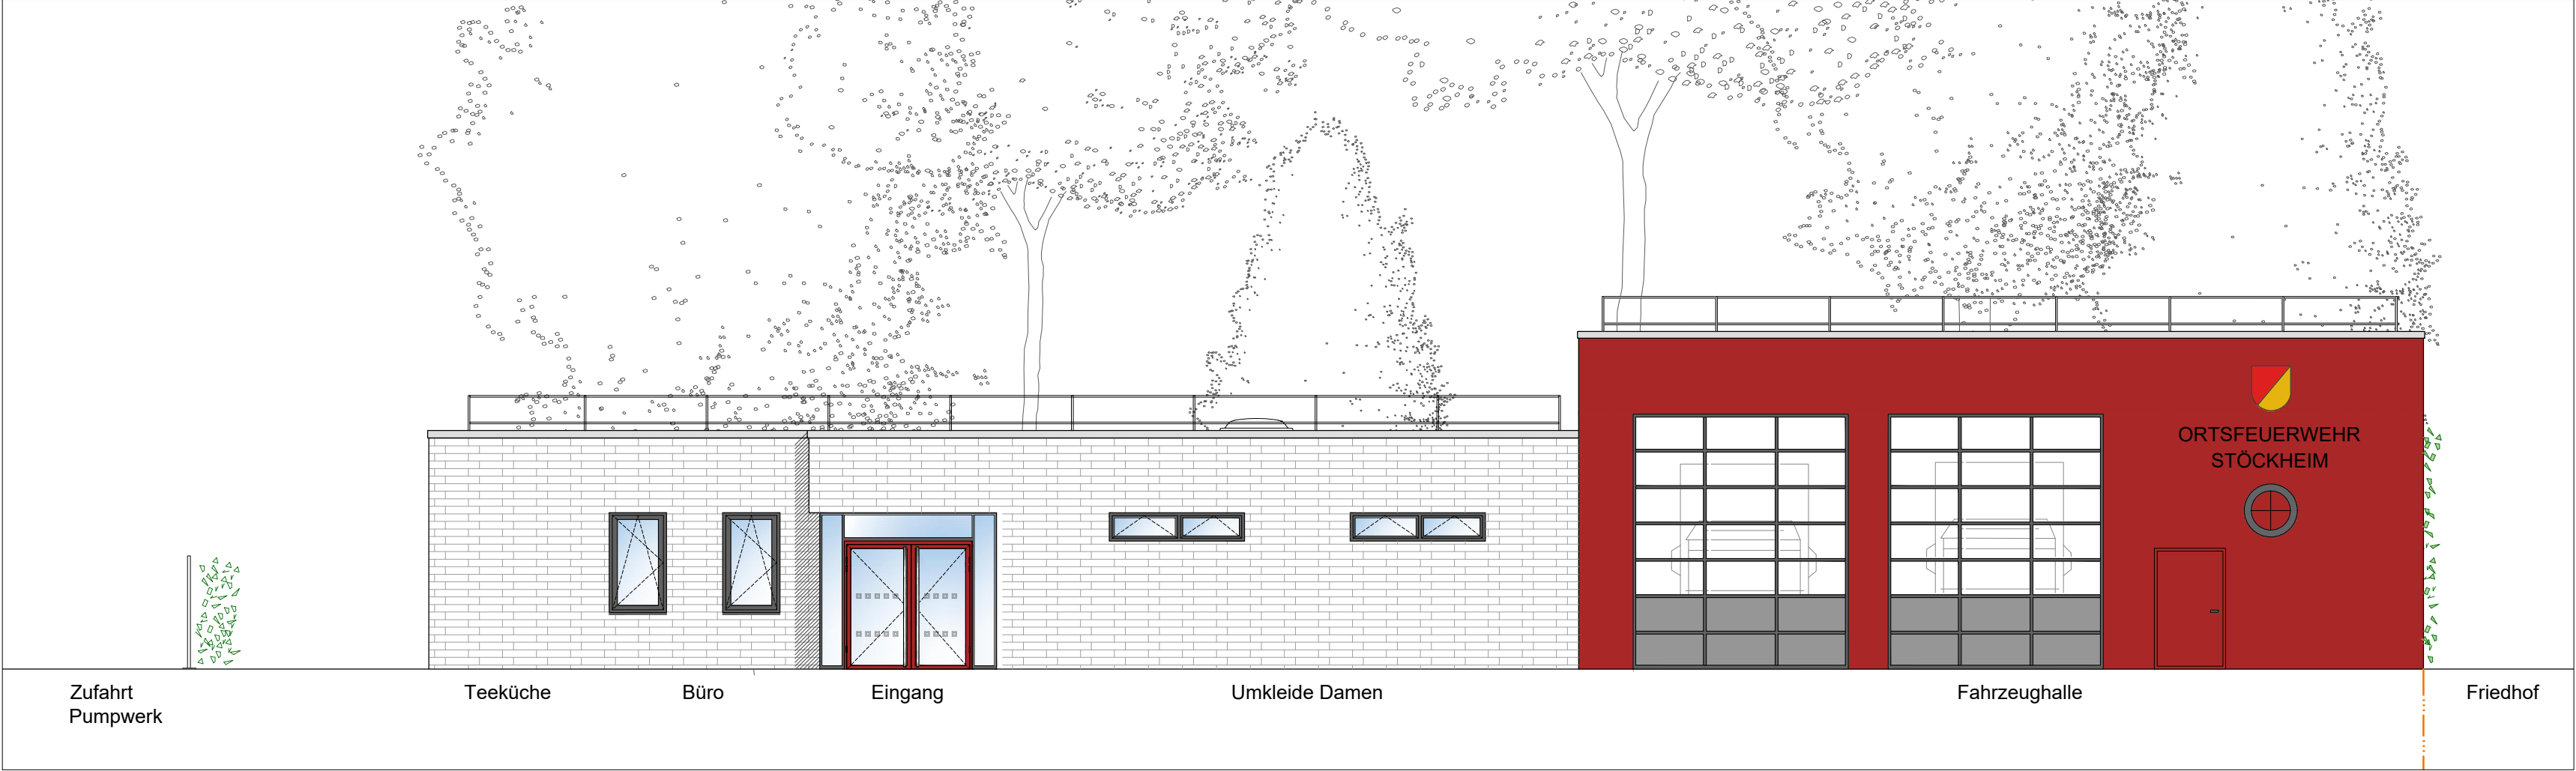 ORTSFEUERWEHR
STÖCKHEIM
Zufahrt
Pumpwerk
Teeküche
Büro
Eingang
Umkleide Damen
Fahrzeughalle
Friedhof